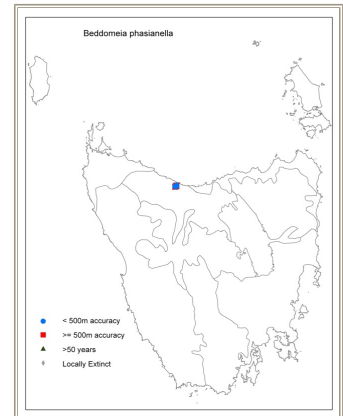 Beddomeia phasianella
< 500m accuracy
>= 500m accuracy
>50 years
Locally Extinct